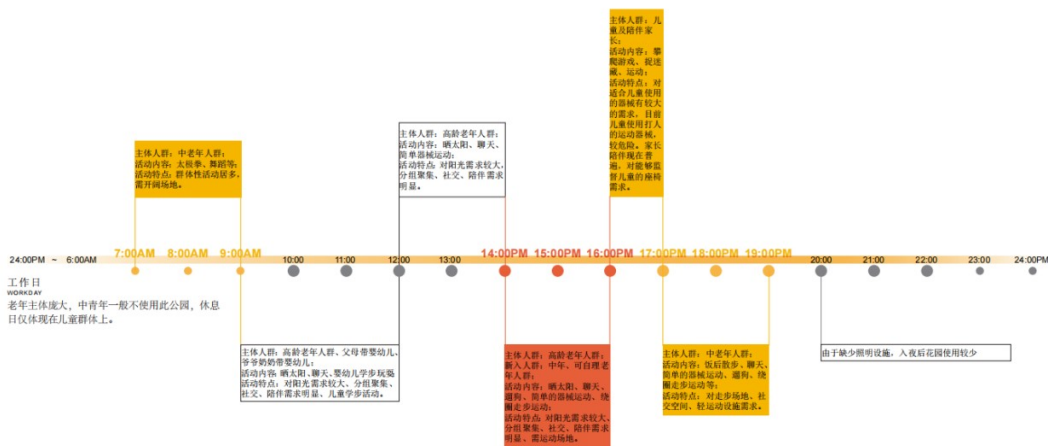 主体人群：儿
童及陪伴家
长；
活动内容：攀
爬游戏、捉迷
藏、运动；
活动特点：对
适合儿童使用
的器械有较大
的需求，目前
儿童使用打人
的运动器械，
较危险。家长
陪伴现在普
遍，对能够监
督儿童的座椅
需求。
主体人群：高龄老年人群；
活动内容：晒太阳、聊天、
简单器械运动；
活动特点：对阳光需求较大，
分组聚集、社交、陪伴需求
明显。
主体人群：中老年人群；
活动内容：太极拳、舞蹈等；
活动特点：群体性活动居多，
需开阔场地。
24:00PM ~ 6:00AM 7:00AM 8:00AM 9:00AM 10:00 11:00 12:00 13:00 14:00PM 15:00PM 16:00PM 17:00PM 18:00PM 19:00PM 20:00 21:00 22:00 23:00 24:00PM
工作日
WORKDAY
老年主体庞大，中青年一般不使用此公园，休息
日仅体现在儿童群体上。
主体人群：高龄老年人群、父母带婴幼儿、
爷爷奶奶带婴幼儿；
活动内容：晒太阳、婴幼儿学步玩耍
活动特点：对阳光需求较大、分组聚集、
社交、陪伴需求明显、儿童学步活动。
主体人群：高龄老年人群；
新入人群：中年、可自理老
年人群；
活动内容：晒太阳、聊天、
遛狗、简单的器械运动、绕
圈走步运动；
活动特点：对阳光需求较大、
分组聚集、社交、陪伴需求
明显、需运动场地。
主体人群：中老年人群；
活动内容：饭后散步、聊天、
简单的器械运动、遛狗、绕
圈走步运动等；
活动特点：对走步场地、社
交空间、轻运动设施需求。
由于缺少照明设施，入夜后花园使用较少